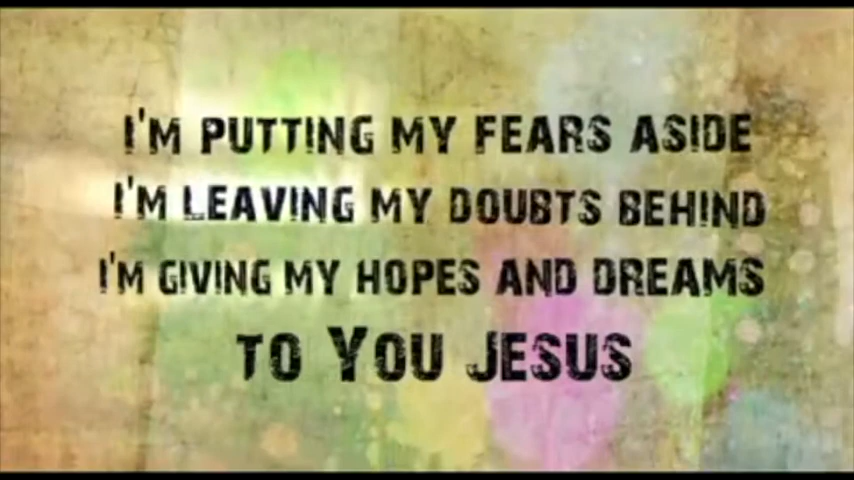 I'M PUTTING MY FEARS ASIDE
I'M LEAVING MY DOUBTS BEHIND
I'M GIVING MY HOPES AND DREAMS
TO YOU JESUS